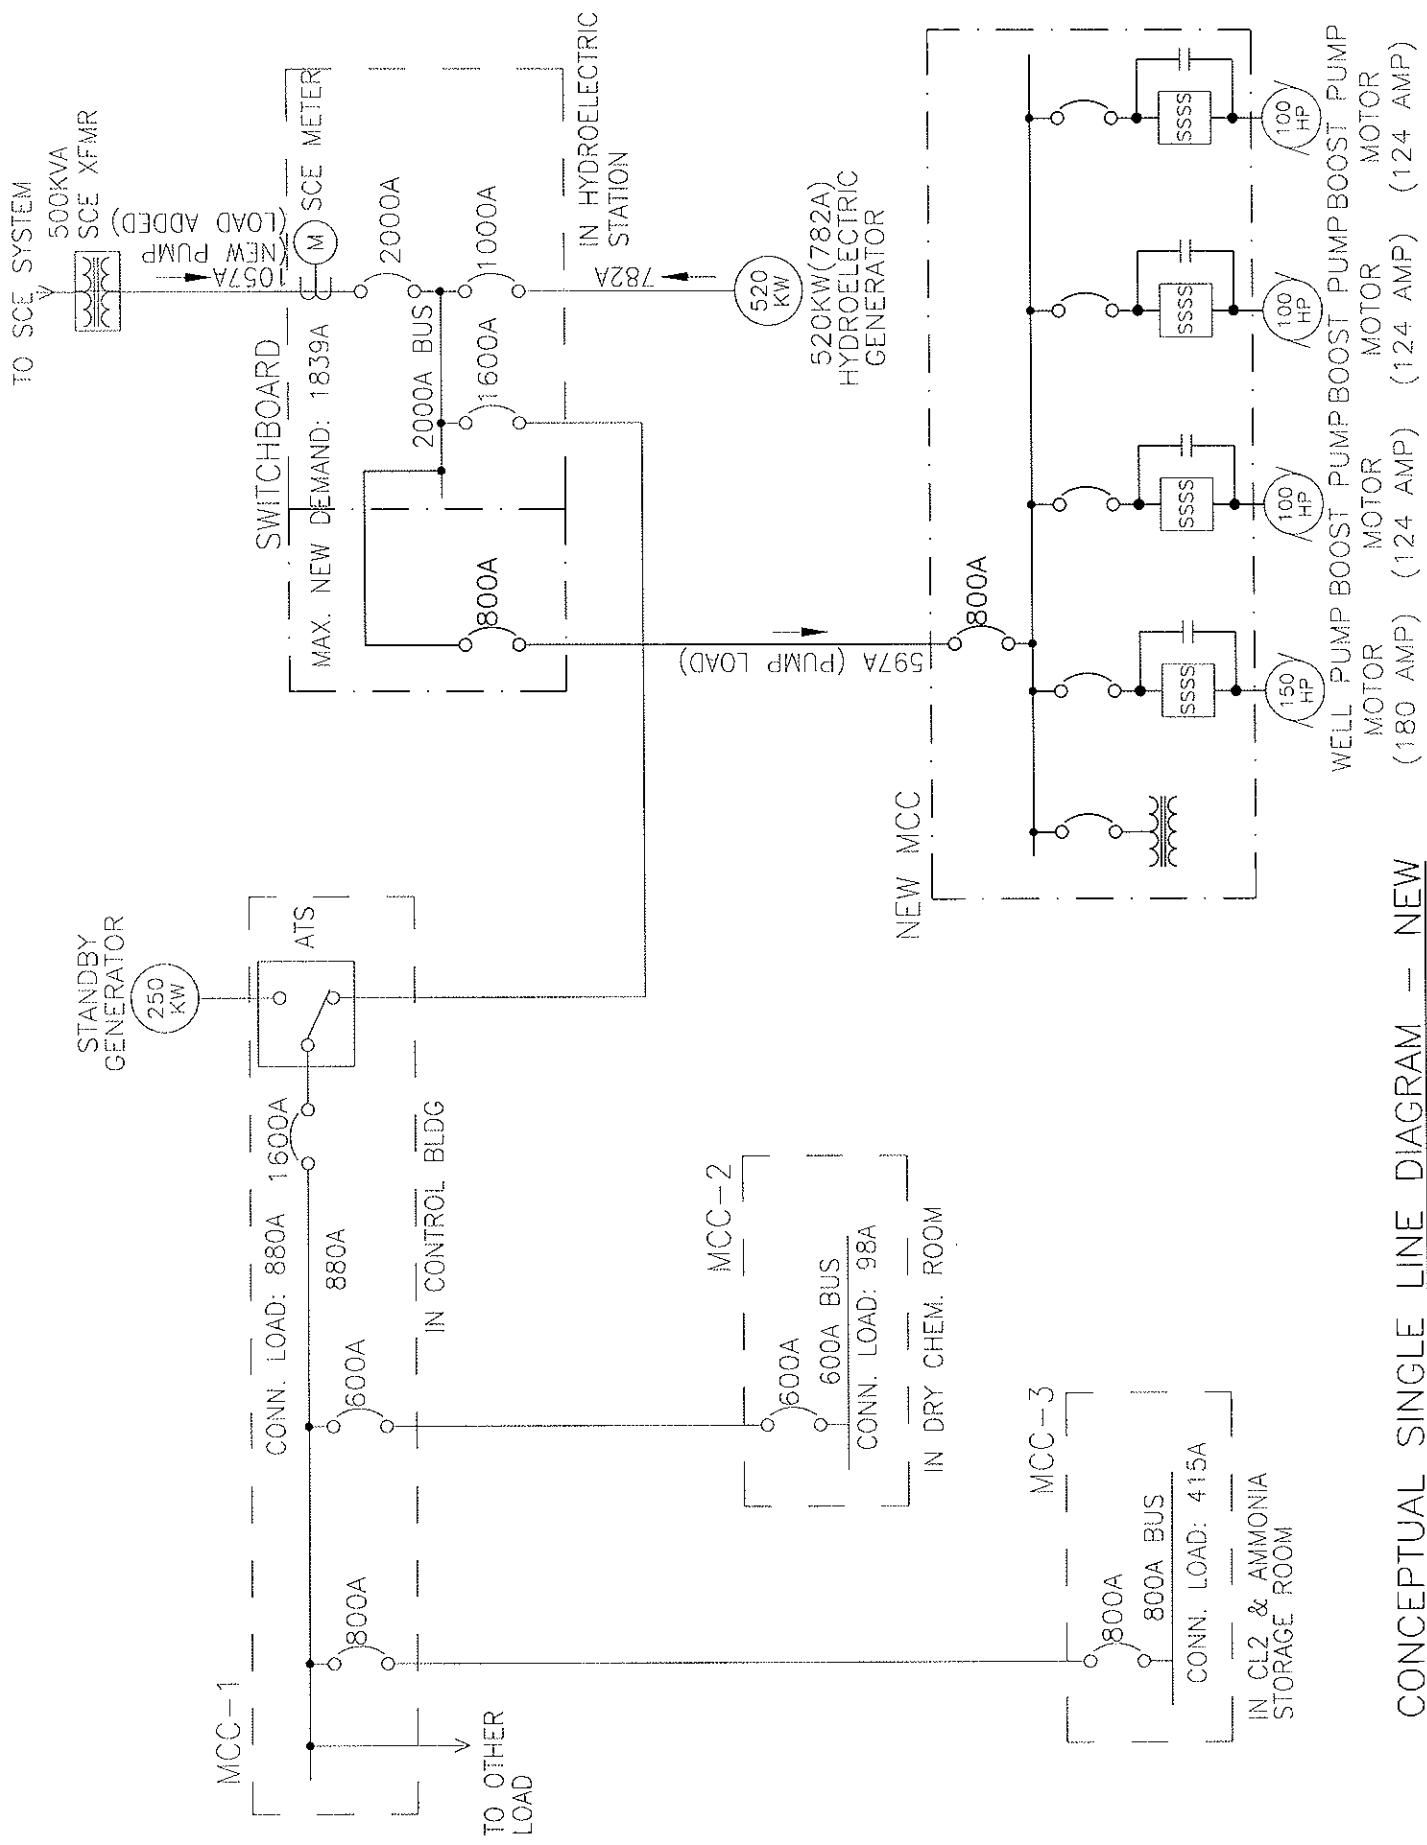 TO SCE SYSTEM
500KVA
SCE XFMR
1057A
(NEW PUMP
LOAD ADDED)
M
SCE METER
SWITCHBOARD
MAX. NEW DEMAND: 1839A
2000A
2000A BUS
1000A
1600A
800A
IN HYDROELECTRIC
STATION
782A
520
KW
520KW(782A)
HYDROELECTRIC
GENERATOR
597A (PUMP LOAD)
STANDBY
GENERATOR
250
KW
ATS
MCC-1
CONN. LOAD: 880A
1600A
880A
600A
800A
IN CONTROL BLDG
TO OTHER
LOAD
MCC-2
600A
600A BUS
CONN. LOAD: 98A
IN DRY CHEM. ROOM
MCC-3
800A
800A BUS
CONN. LOAD: 415A
IN CL2 & AMMONIA
STORAGE ROOM
NEW MCC
800A
SSSS
SSSS
SSSS
SSSS
150
HP
100
HP
100
HP
100
HP
WELL PUMP
MOTOR
(180 AMP)
BOOST PUMP
MOTOR
(124 AMP)
BOOST PUMP
MOTOR
(124 AMP)
BOOST PUMP
MOTOR
(124 AMP)
CONCEPTUAL SINGLE LINE DIAGRAM - NEW